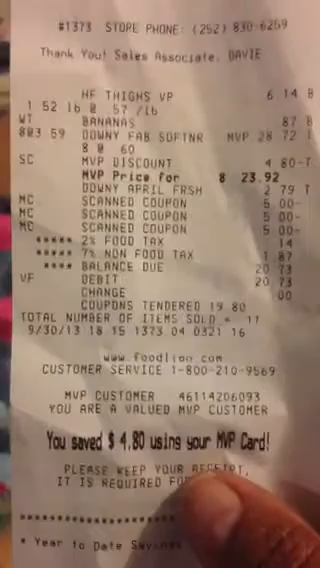 #1373 STORE PHONE: (252) 830-6259
Thank You! Sales Associate, DAVIE
HF THIGHS VP 6 14 B
1 52 lb @ 57 /lb
WT BANANAS 87 B
8@3 59 DOWNY FAB SOFTNR MVP 28 72 T
8 @ 60
SC MVP DISCOUNT 4 80-T
MVP Price for 8 23.92
DOWNY APRIL FRSH 2 79 T
MC SCANNED COUPON 5 00-
MC SCANNED COUPON 5 00-
MC SCANNED COUPON 5 00-
***** 2% FOOD TAX 14
***** 7% NON FOOD TAX 1 87
**** BALANCE DUE 20 73
VF DEBIT 20 73
CHANGE 00
COUPONS TENDERED 19 80
TOTAL NUMBER OF ITEMS SOLD = 11
9/30/13 18 15 1373 04 0321 16
www.foodlion.com
CUSTOMER SERVICE 1-800-210-9569
MVP CUSTOMER 46114206093
YOU ARE A VALUED MVP CUSTOMER
You saved $ 4.80 using your MVP Card!
PLEASE KEEP YOUR RECEIPT,
IT IS REQUIRED
* Year to Date Savings